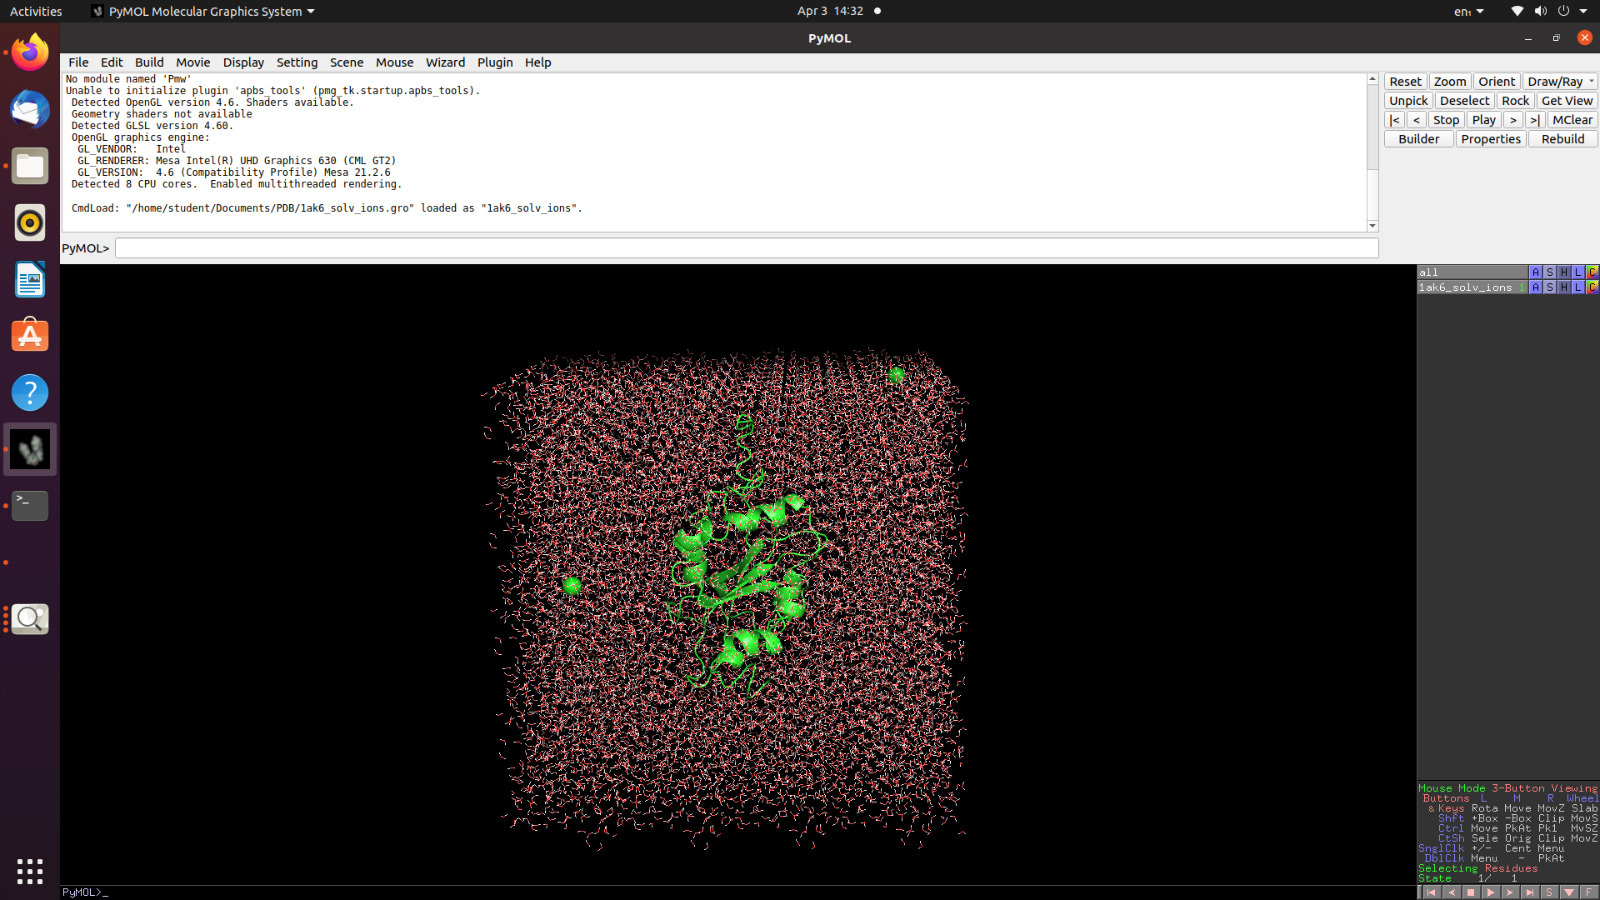 Activities PyMOL Molecular Graphics System Apr 3 14:32 en₁
PyMOL
File Edit Build Movie Display Setting Scene Mouse Wizard Plugin Help
No module named 'Pmw'
Unable to initialize plugin 'apbs_tools' (pmg_tk.startup.apbs_tools).
Detected OpenGL version 4.6. Shaders available.
Geometry shaders not available
Detected GLSL version 4.60.
OpenGL graphics engine:
GL_VENDOR: Intel
GL_RENDERER: Mesa Intel(R) UHD Graphics 630 (CML GT2)
GL_VERSION: 4.6 (Compatibility Profile) Mesa 21.2.6
Detected 8 CPU cores. Enabled multithreaded rendering.
CmdLoad: "/home/student/Documents/PDB/1ak6_solv_ions.gro" loaded as "1ak6_solv_ions".
PyMOL>
Reset Zoom Orient Draw/Ray
Unpick Deselect Rock Get View
|< < Stop Play > >| MClear
Builder Properties Rebuild
all A S H L C
1ak6_solv_ions 1 A S H L C
Mouse Mode 3-Button Viewing
Buttons L M R Wheel
& Keys Rota Move MovZ Slab
Shft +Box -Box Clip MovS
Ctrl Move PkAt Pk1 MvSZ
CtSh Sele Orig Clip MovZ
SnglClk +/- Cent Menu
DblClk Menu - PkAt
Selecting Residues
State 1/ 1
S F
PyMOL>_